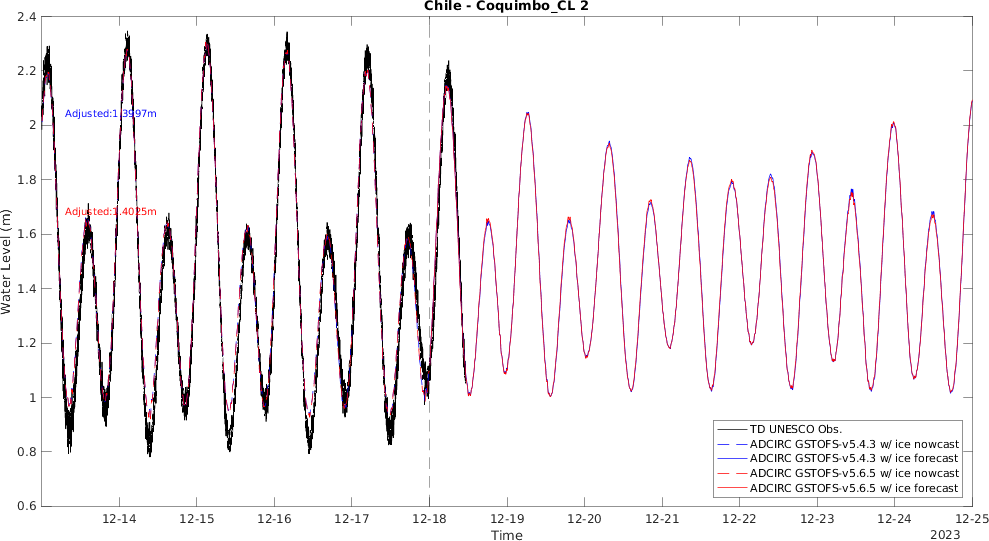 Chile - Coquimbo_CL 2
2.4
2.2
2
1.8
1.6
1.4
1.2
1
0.8
0.6
Water Level (m)
Adjusted:1.3997m
Adjusted:1.4025m
TD UNESCO Obs.
ADCIRC GSTOFS-v5.4.3 w/ ice nowcast
ADCIRC GSTOFS-v5.4.3 w/ ice forecast
ADCIRC GSTOFS-v5.6.5 w/ ice nowcast
ADCIRC GSTOFS-v5.6.5 w/ ice forecast
12-14 12-15 12-16 12-17 12-18 12-19 12-20 12-21 12-22 12-23 12-24 12-25
Time
2023